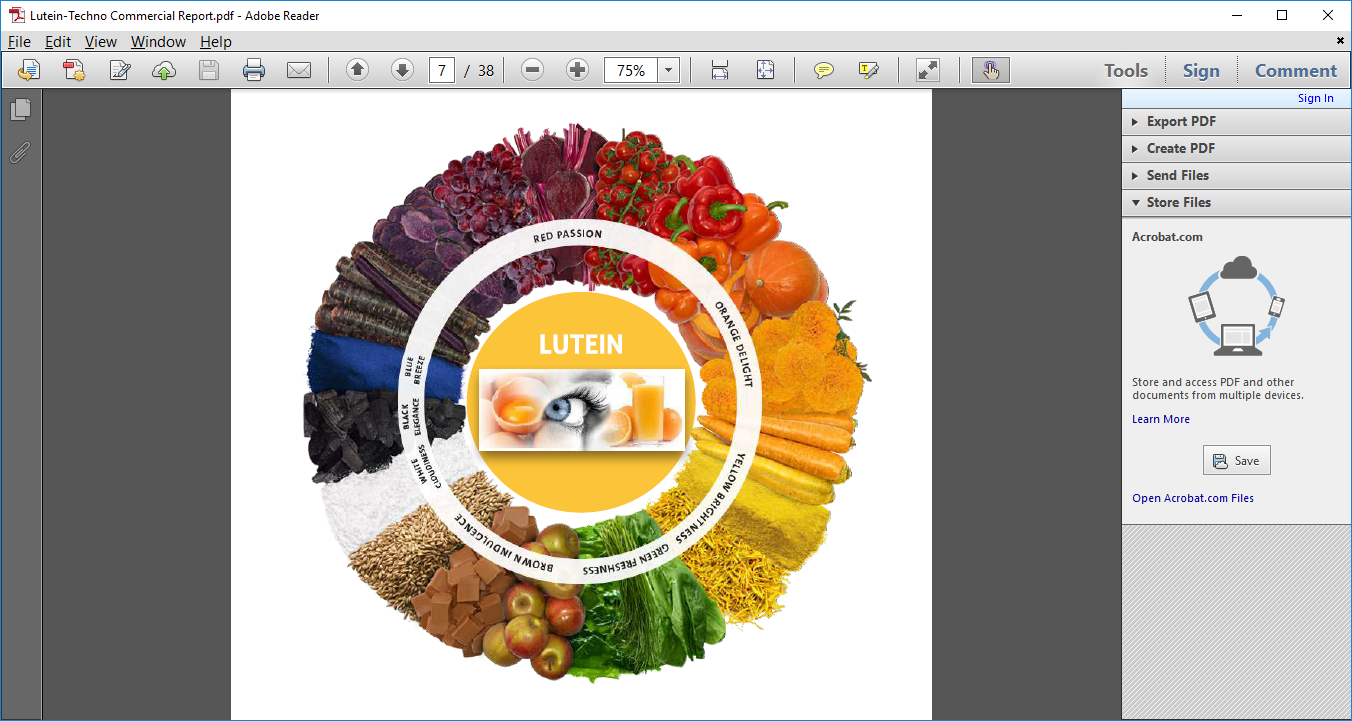 Lutein-Techno Commercial Report.pdf - Adobe Reader
File Edit View Window Help
7 / 38 75% Tools Sign Comment
Sign In
Export PDF
Create PDF
Send Files
Store Files
Acrobat.com
Store and access PDF and other
documents from multiple devices.
Learn More
Save
Open Acrobat.com Files
RED PASSION
ORANGE DELIGHT
YELLOW BRIGHTNESS
GREEN FRESHNESS
BROWN INDULGENCE
WHITE
CLOUDINESS
BLACK
ELEGANCE
BLUE
BREEZE
LUTEIN